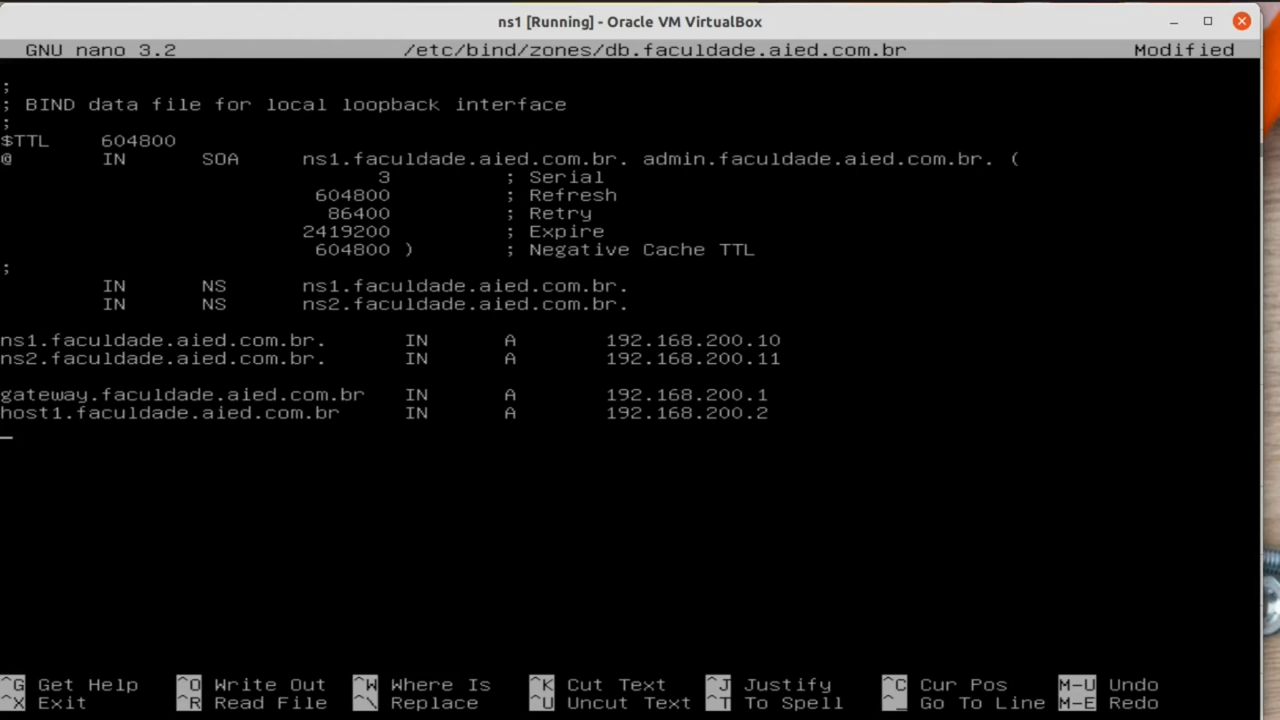 ns1 [Running] - Oracle VM VirtualBox
GNU nano 3.2 /etc/bind/zones/db.faculdade.aied.com.br Modified
;
; BIND data file for local loopback interface
;
$TTL 604800
@ IN SOA ns1.faculdade.aied.com.br. admin.faculdade.aied.com.br. (
3 ; Serial
604800 ; Refresh
86400 ; Retry
2419200 ; Expire
604800 ) ; Negative Cache TTL
;
IN NS ns1.faculdade.aied.com.br.
IN NS ns2.faculdade.aied.com.br.
ns1.faculdade.aied.com.br. IN A 192.168.200.10
ns2.faculdade.aied.com.br. IN A 192.168.200.11
gateway.faculdade.aied.com.br IN A 192.168.200.1
host1.faculdade.aied.com.br IN A 192.168.200.2
^G Get Help ^O Write Out ^W Where Is ^K Cut Text ^J Justify ^C Cur Pos M-U Undo
^X Exit ^R Read File ^\ Replace ^U Uncut Text ^T To Spell ^_ Go To Line M-E Redo